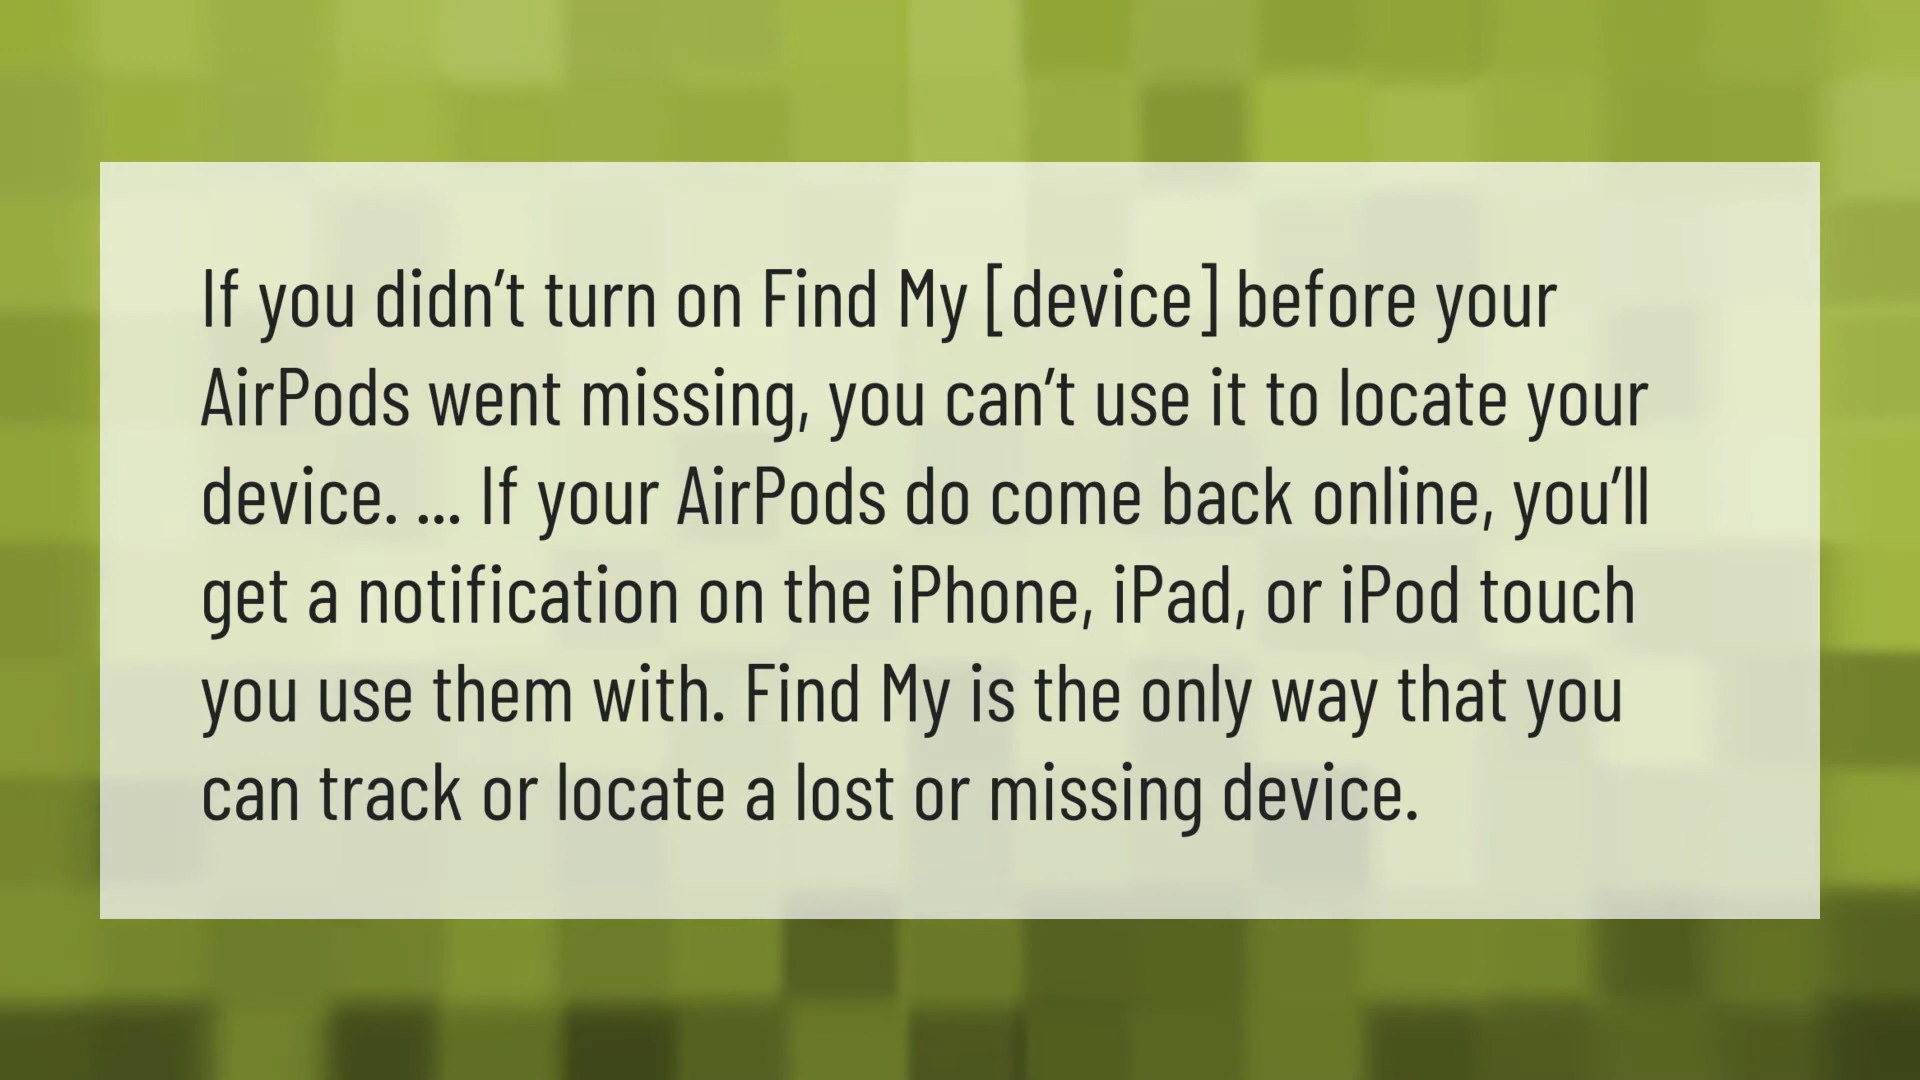 If you didn’t turn on Find My [device] before your
AirPods went missing, you can’t use it to locate your
device. ... If your AirPods do come back online, you’ll
get a notification on the iPhone, iPad, or iPod touch
you use them with. Find My is the only way that you
can track or locate a lost or missing device.